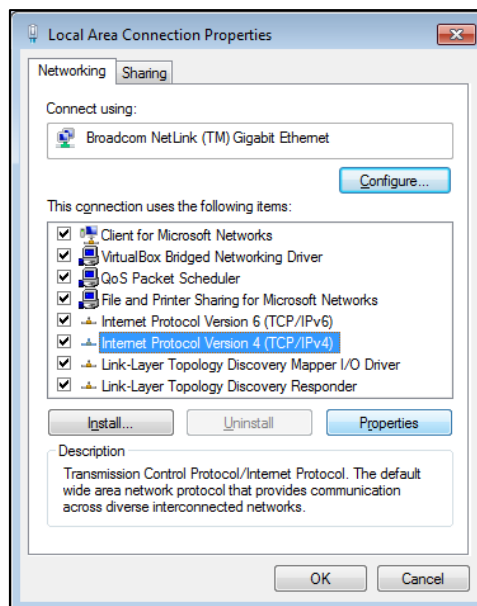 Local Area Connection Properties
Networking
Sharing
Connect using:
Broadcom NetLink (TM) Gigabit Ethernet
Configure...
This connection uses the following items:
Client for Microsoft Networks
VirtualBox Bridged Networking Driver
QoS Packet Scheduler
File and Printer Sharing for Microsoft Networks
Internet Protocol Version 6 (TCP/IPv6)
Internet Protocol Version 4 (TCP/IPv4)
Link-Layer Topology Discovery Mapper I/O Driver
Link-Layer Topology Discovery Responder
Install...
Uninstall
Properties
Description
Transmission Control Protocol/Internet Protocol. The default
wide area network protocol that provides communication
across diverse interconnected networks.
OK
Cancel